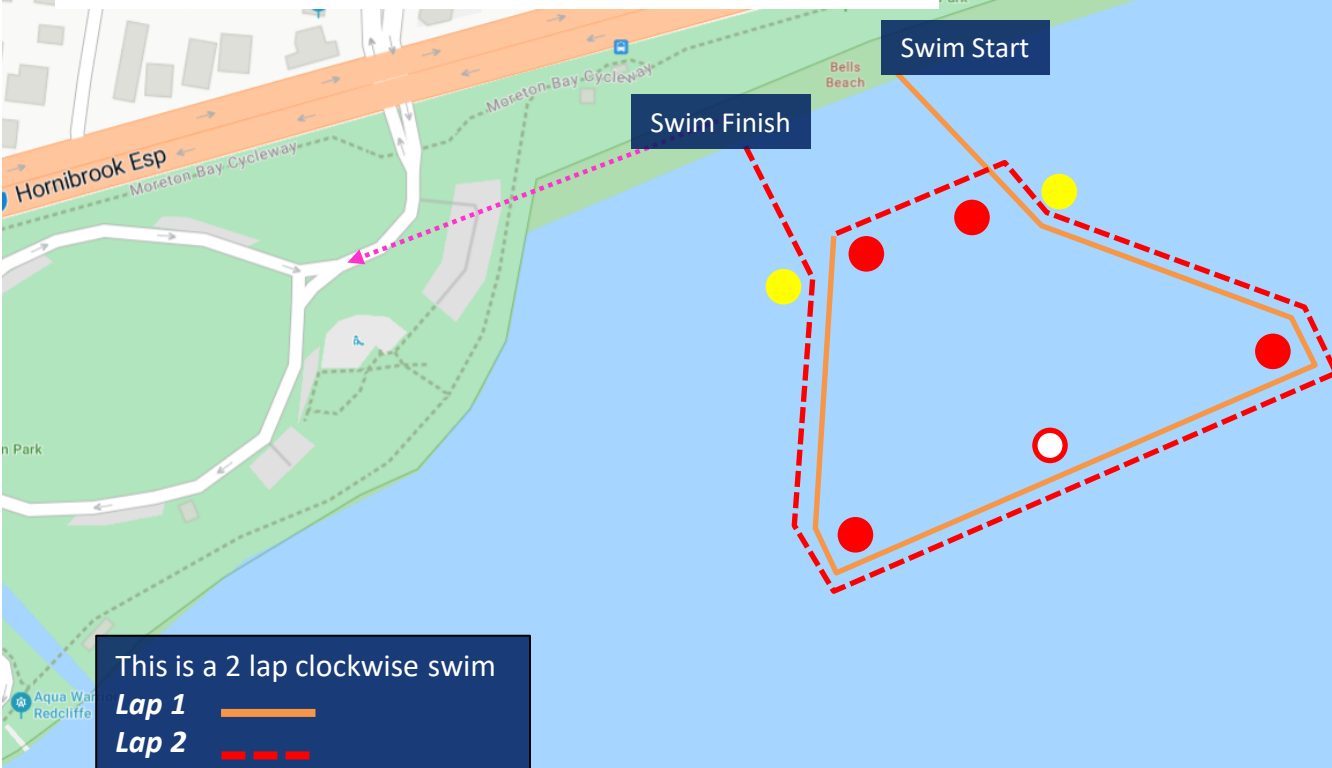 Park
Swim Start
Bells
Beach
Moreton Bay Cycleway
Swim Finish
Hornibrook Esp
Moreton Bay Cycleway
Park
This is a 2 lap clockwise swim
Lap 1
Aqua
Redcliffe
Lap 2